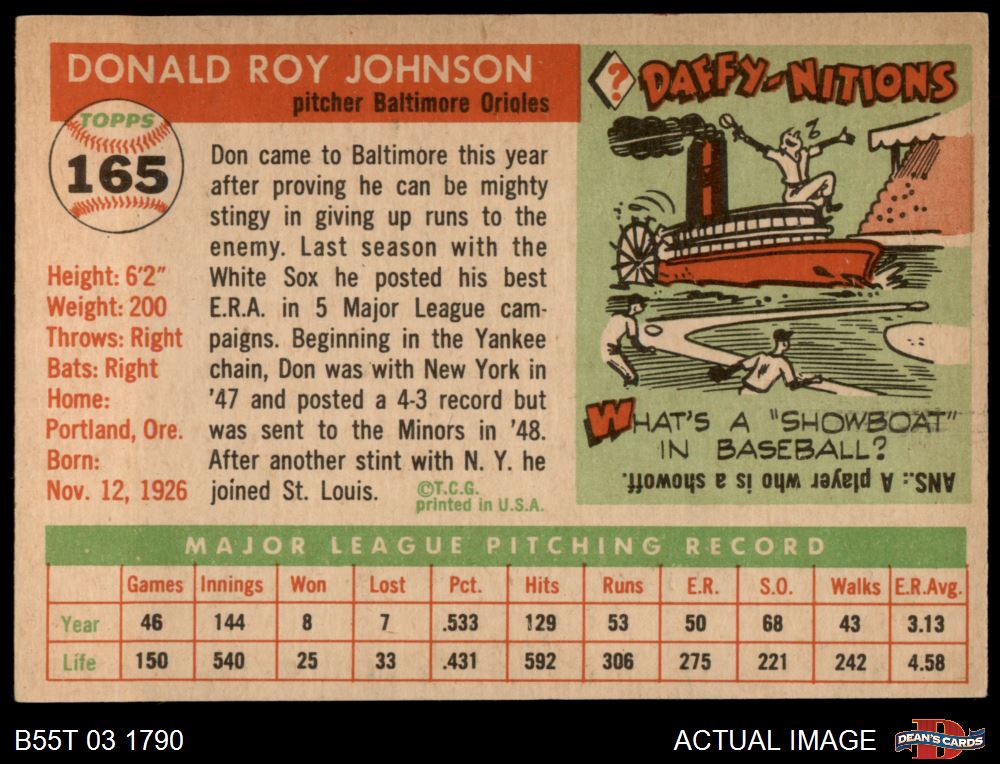 DONALD ROY JOHNSON
pitcher Baltimore Orioles
TOPPS
165
Height: 6'2"
Weight: 200
Throws: Right
Bats: Right
Home:
Portland, Ore.
Born:
Nov. 12, 1926
Don came to Baltimore this year
after proving he can be mighty
stingy in giving up runs to the
enemy. Last season with the
White Sox he posted his best
E.R.A. in 5 Major League cam-
paigns. Beginning in the Yankee
chain, Don was with New York in
'47 and posted a 4-3 record but
was sent to the Minors in '48.
After another stint with N. Y. he
joined St. Louis.
©T.C.G.
printed in U.S.A.
? DAFFY-NITIONS
WHAT'S A "SHOWBOAT"
IN BASEBALL?
ANS.: A player who is a showoff.
MAJOR LEAGUE PITCHING RECORD
Games Innings Won Lost Pct. Hits Runs E.R. S.O. Walks E.R.Avg.
Year 46 144 8 7 .533 129 53 50 68 43 3.13
Life 150 540 25 33 .431 592 306 275 221 242 4.58
B55T 03 1790
ACTUAL IMAGE
D
DEAN'S CARDS